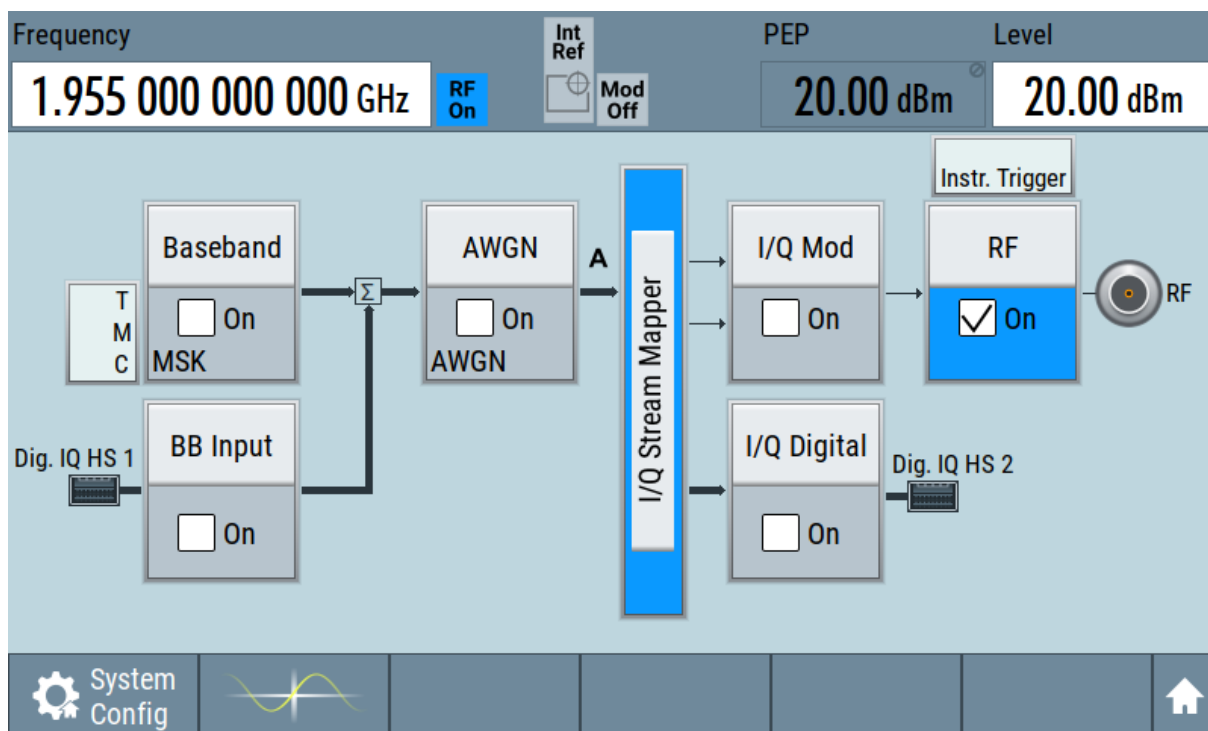 Frequency
Int
Ref
PEP
Level
1.955 000 000 000 GHz
RF
On
Mod
Off
20.00 dBm
20.00 dBm
Instr. Trigger
Baseband
On
MSK
T
M
C
Σ
AWGN
On
AWGN
A
I/Q Stream Mapper
I/Q Mod
On
RF
On
RF
Dig. IQ HS 1
BB Input
On
I/Q Digital
On
Dig. IQ HS 2
System
Config